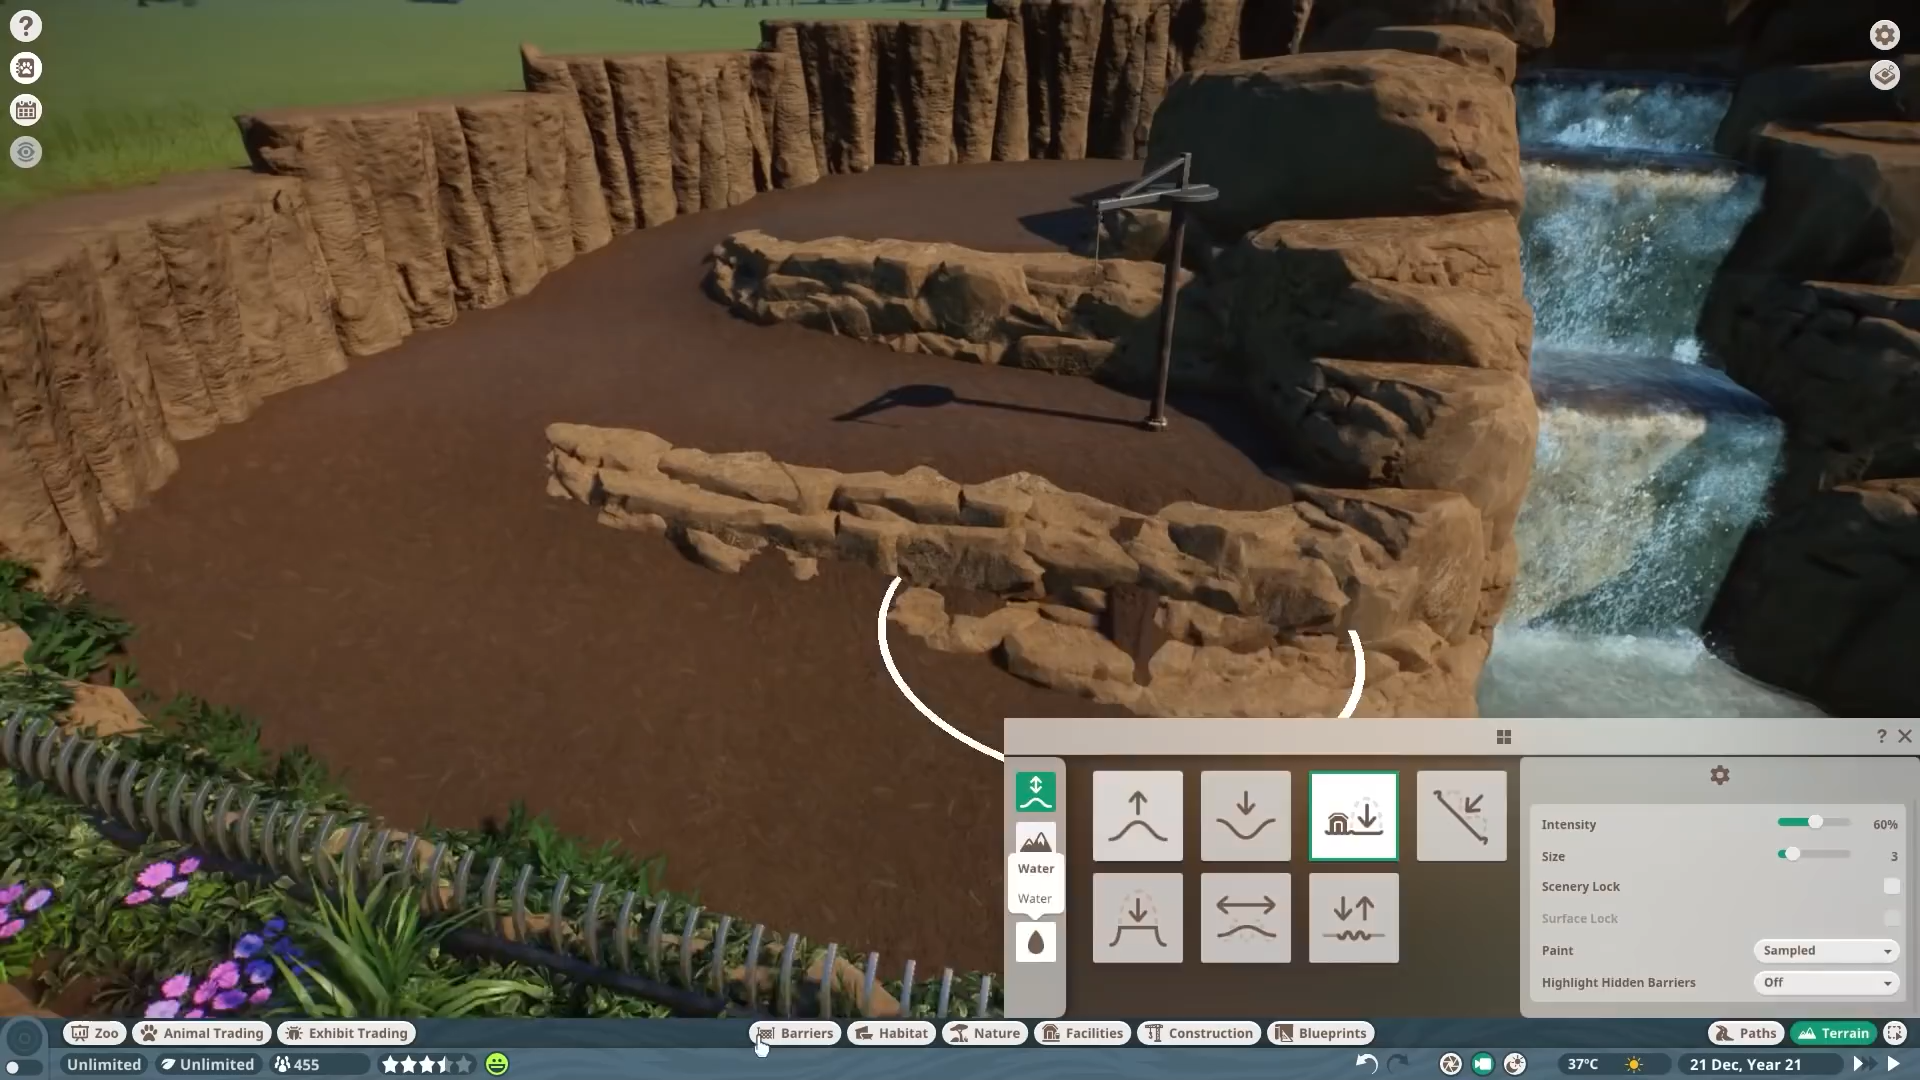 ?
? 
Water
Water
Intensity 60%
Size 3
Scenery Lock
Surface Lock
Paint Sampled
Highlight Hidden Barriers Off
Zoo Animal Trading Exhibit Trading Barriers Habitat Nature Facilities Construction Blueprints Paths Terrain
Unlimited Unlimited 455 37°C 21 Dec, Year 21